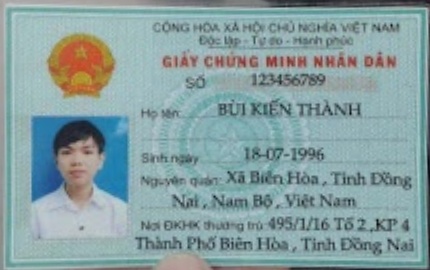 CỘNG HÒA XÃ HỘI CHỦ NGHĨA VIỆT NAM
Độc lập - Tự do - Hạnh phúc
GIẤY CHỨNG MINH NHÂN DÂN
SỐ 123456789
Họ tên: BÙI KIẾN THÀNH
Sinh ngày 18-07-1996
Nguyên quán: Xã Biên Hòa , Tỉnh Đồng
Nai , Nam Bộ , Việt Nam
Nơi ĐKHK thường trú: 495/1/16 Tổ 2 ,KP 4
Thành Phố Biên Hòa , Tỉnh Đồng Nai